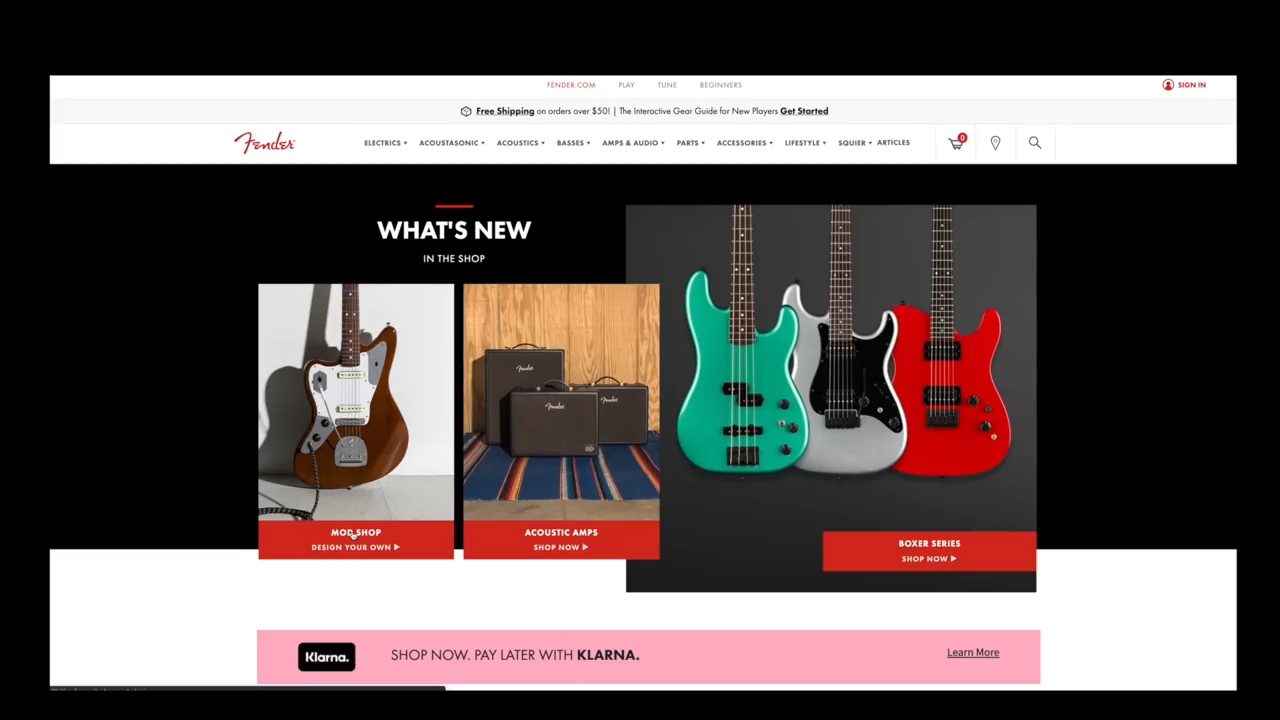 FENDER.COM PLAY TUNE BEGINNERS SIGN IN
Free Shipping on orders over $50! | The Interactive Gear Guide for New Players Get Started
Fender ELECTRICS ACOUSTASONIC ACOUSTICS BASSES AMPS & AUDIO PARTS ACCESSORIES LIFESTYLE SQUIER ARTICLES 0
WHAT'S NEW
IN THE SHOP
Fender
Fender
Fender
MOD SHOP
DESIGN YOUR OWN
ACOUSTIC AMPS
SHOP NOW
BOXER SERIES
SHOP NOW
Klarna. SHOP NOW. PAY LATER WITH KLARNA. Learn More